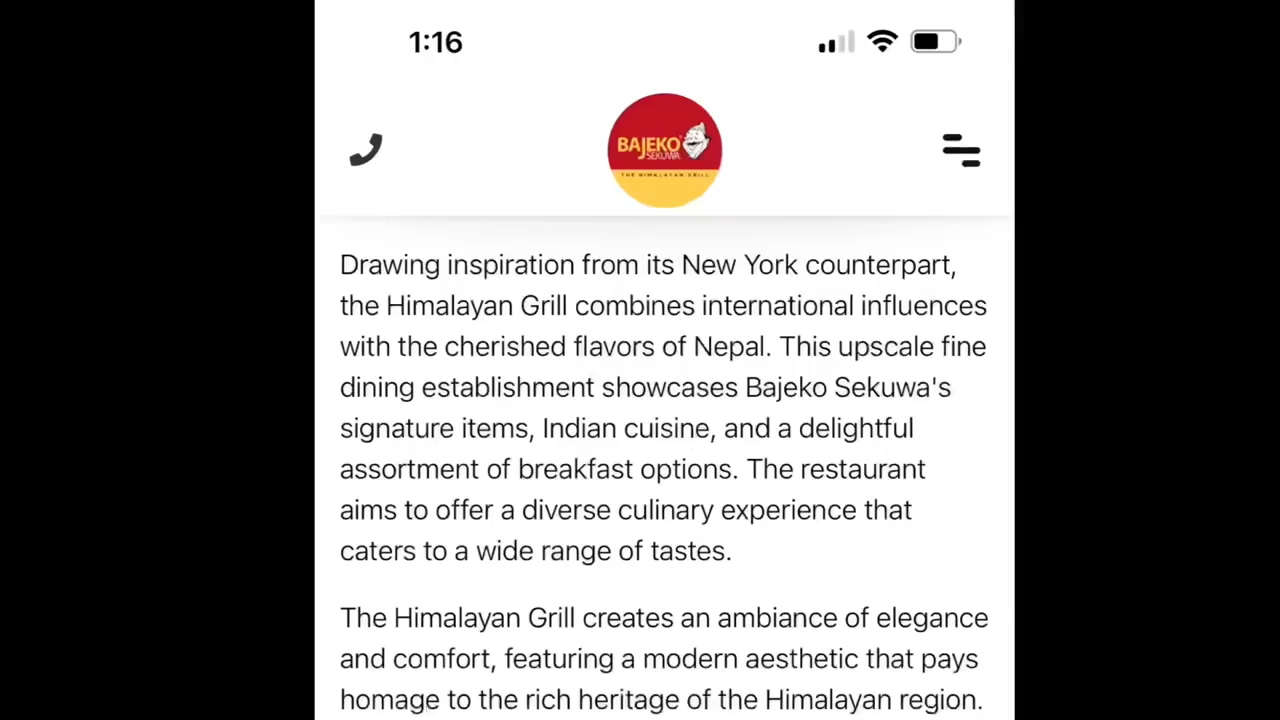 1:16
BAJEKO
SEKUWA
THE HIMALAYAN GRILL
Drawing inspiration from its New York counterpart,
the Himalayan Grill combines international influences
with the cherished flavors of Nepal. This upscale fine
dining establishment showcases Bajeko Sekuwa's
signature items, Indian cuisine, and a delightful
assortment of breakfast options. The restaurant
aims to offer a diverse culinary experience that
caters to a wide range of tastes.
The Himalayan Grill creates an ambiance of elegance
and comfort, featuring a modern aesthetic that pays
homage to the rich heritage of the Himalayan region.